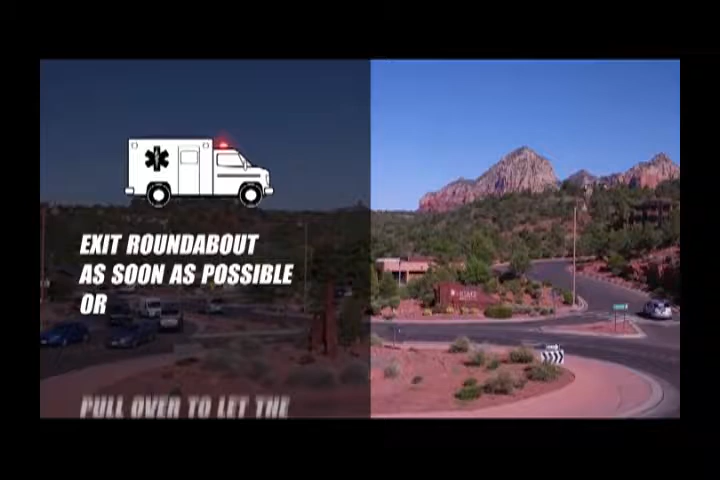 EXIT ROUNDABOUT
AS SOON AS POSSIBLE
OR
PULL OVER TO LET THE